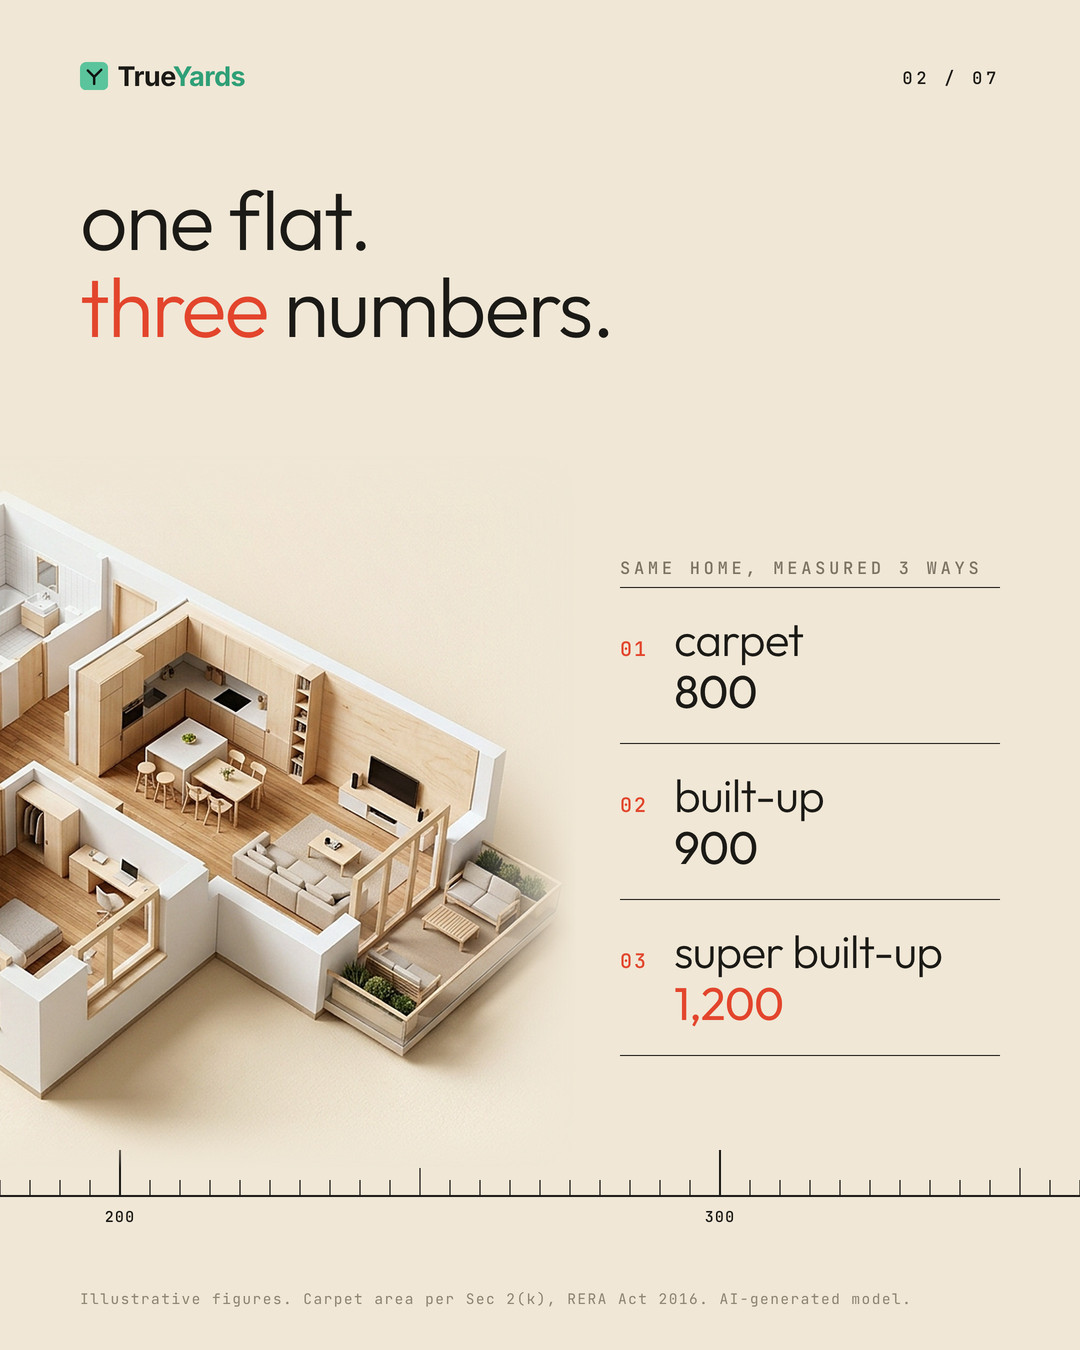 TrueYards
02 / 07
one flat.
three numbers.
SAME HOME, MEASURED 3 WAYS
01 carpet
800
02 built-up
900
03 super built-up
1,200
200
300
Illustrative figures. Carpet area per Sec 2(k), RERA Act 2016. AI-generated model.